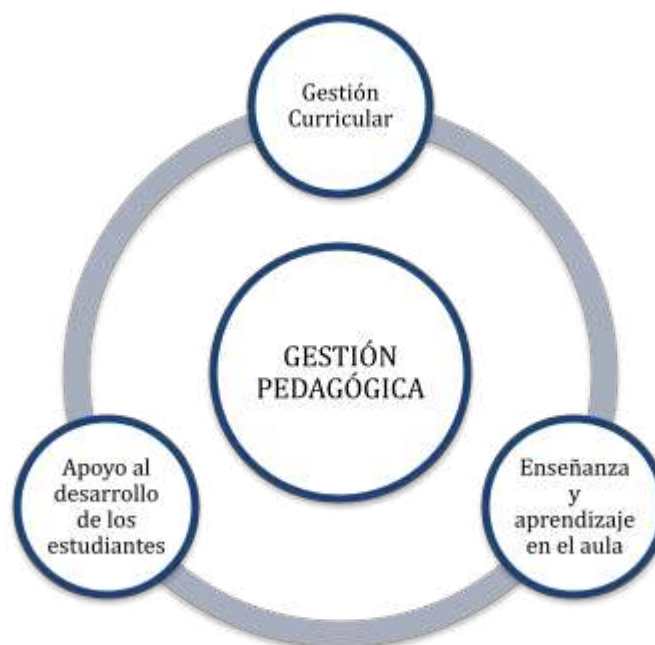 Gestión
Curricular
GESTIÓN
PEDAGÓGICA
Apoyo al
desarrollo
de los
estudiantes
Enseñanza
y
aprendizaje
en el aula